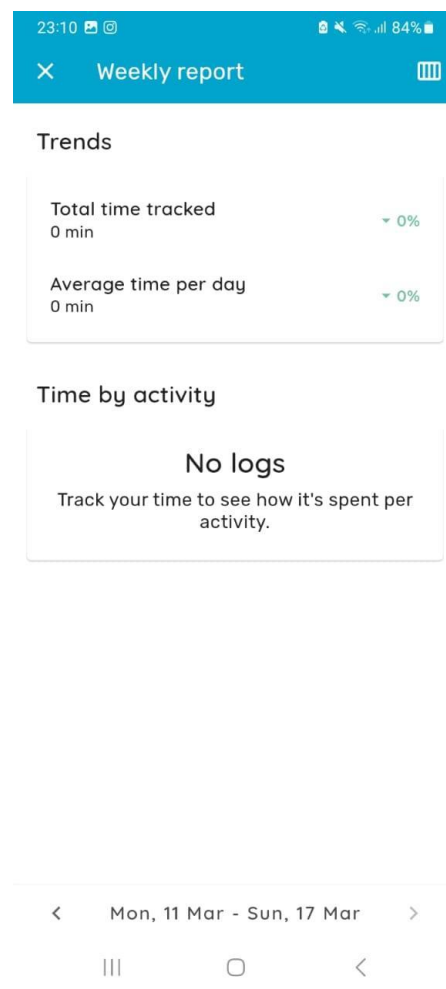 23:10 84%
Weekly report
Trends
Total time tracked
0 min
0%
Average time per day
0 min
0%
Time by activity
No logs
Track your time to see how it's spent per
activity.
Mon, 11 Mar - Sun, 17 Mar